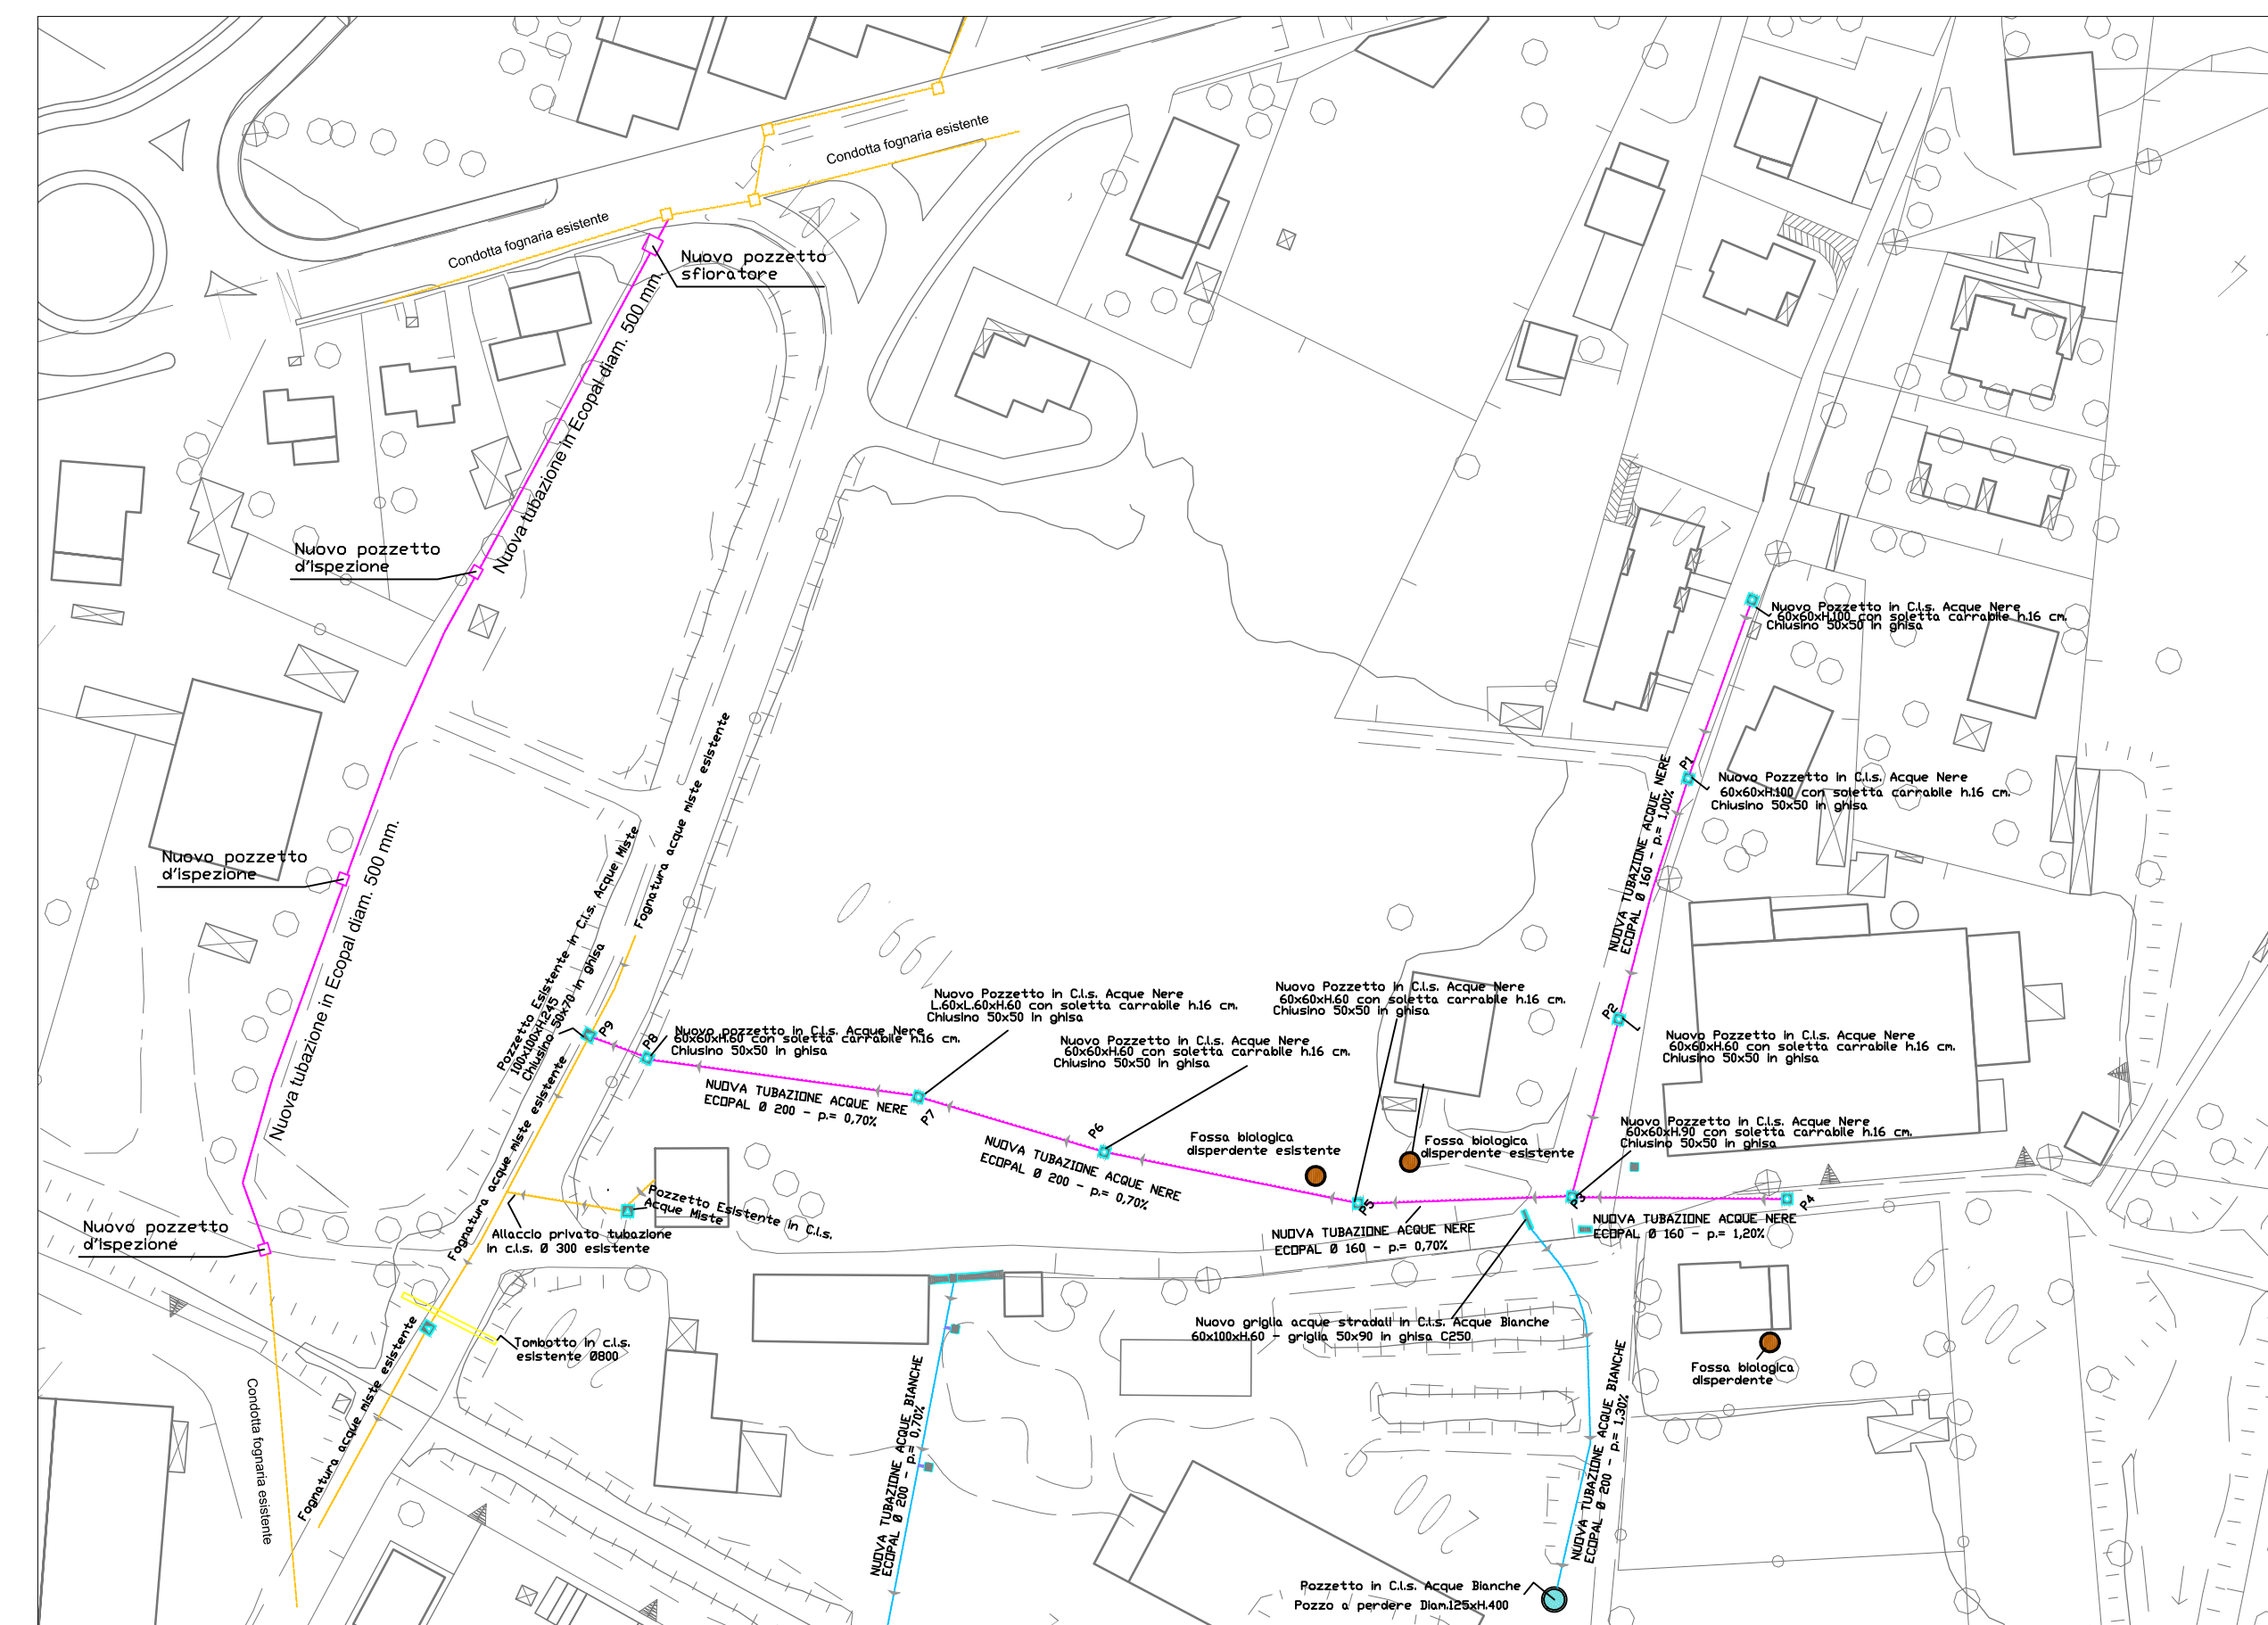 Condotta fognaria esistente
Condotta fognaria esistente
Nuovo pozzetto
sfioratore
Nuova tubazione in Ecopal diam. 500 mm.
Nuovo pozzetto
d'ispezione
Nuovo pozzetto
d'ispezione
Nuova tubazione in Ecopal diam. 500 mm.
Nuovo pozzetto
d'ispezione
Condotta fognaria esistente
Fognatura acque miste esistente
Pozzetto Esistente in C.l.s. Acque Miste
100x100xH.245
Chiusino 50x70 in ghisa
P9
P8
Nuovo pozzetto in C.l.s. Acque Nere
60x60xH.60 con soletta carrabile h.16 cm.
Chiusino 50x50 in ghisa
Fognatura acque miste esistente
NUOVA TUBAZIONE ACQUE NERE
ECOPAL Ø 200 - p.= 0,70%
P7
Nuovo Pozzetto in C.l.s. Acque Nere
L.60xL.60xH.60 con soletta carrabile h.16 cm.
Chiusino 50x50 in ghisa
Nuovo Pozzetto in C.l.s. Acque Nere
60x60xH.60 con soletta carrabile h.16 cm.
Chiusino 50x50 in ghisa
P6
NUOVA TUBAZIONE ACQUE NERE
ECOPAL Ø 200 - p.= 0,70%
Nuovo Pozzetto in C.l.s. Acque Nere
60x60xH.60 con soletta carrabile h.16 cm.
Chiusino 50x50 in ghisa
Fossa biologica
disperdente esistente
Fossa biologica
disperdente esistente
P5
NUOVA TUBAZIONE ACQUE NERE
ECOPAL Ø 160 - p.= 0,70%
Nuovo Pozzetto in C.l.s. Acque Nere
60x60xH.100 con soletta carrabile h.16 cm.
Chiusino 50x50 in ghisa
P1
Nuovo Pozzetto in C.l.s. Acque Nere
60x60xH.100 con soletta carrabile h.16 cm.
Chiusino 50x50 in ghisa
NUOVA TUBAZIONE ACQUE NERE
ECOPAL Ø 160 - p.= 1,00%
P2
Nuovo Pozzetto in C.l.s. Acque Nere
60x60xH.60 con soletta carrabile h.16 cm.
Chiusino 50x50 in ghisa
Nuovo Pozzetto in C.l.s. Acque Nere
60x60xH.90 con soletta carrabile h.16 cm.
Chiusino 50x50 in ghisa
P3
P4
NUOVA TUBAZIONE ACQUE NERE
ECOPAL Ø 160 - p.= 1,20%
Pozzetto Esistente in C.l.s.
Acque Miste
Allaccio privato tubazione
in c.l.s. Ø 300 esistente
Tombotto in c.l.s.
esistente Ø800
Fognatura acque miste esistente
NUOVA TUBAZIONE ACQUE BIANCHE
ECOPAL Ø 200 - p.= 0,70%
Nuovo griglia acque stradali in C.l.s. Acque Bianche
60x100xH.60 - griglia 50x90 in ghisa C250
NUOVA TUBAZIONE ACQUE BIANCHE
ECOPAL Ø 200 - p.= 1,30%
Fossa biologica
disperdente
Pozzetto in C.l.s. Acque Bianche
Pozzo a perdere Diam.125xH.400
199.0